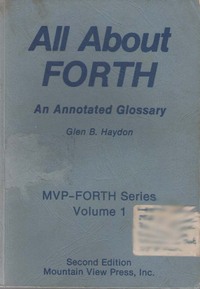 All About
FORTH
An Annotated Glossary
Glen B. Haydon
MVP-FORTH Series
Volume 1
Second Edition
Mountain View Press, Inc.